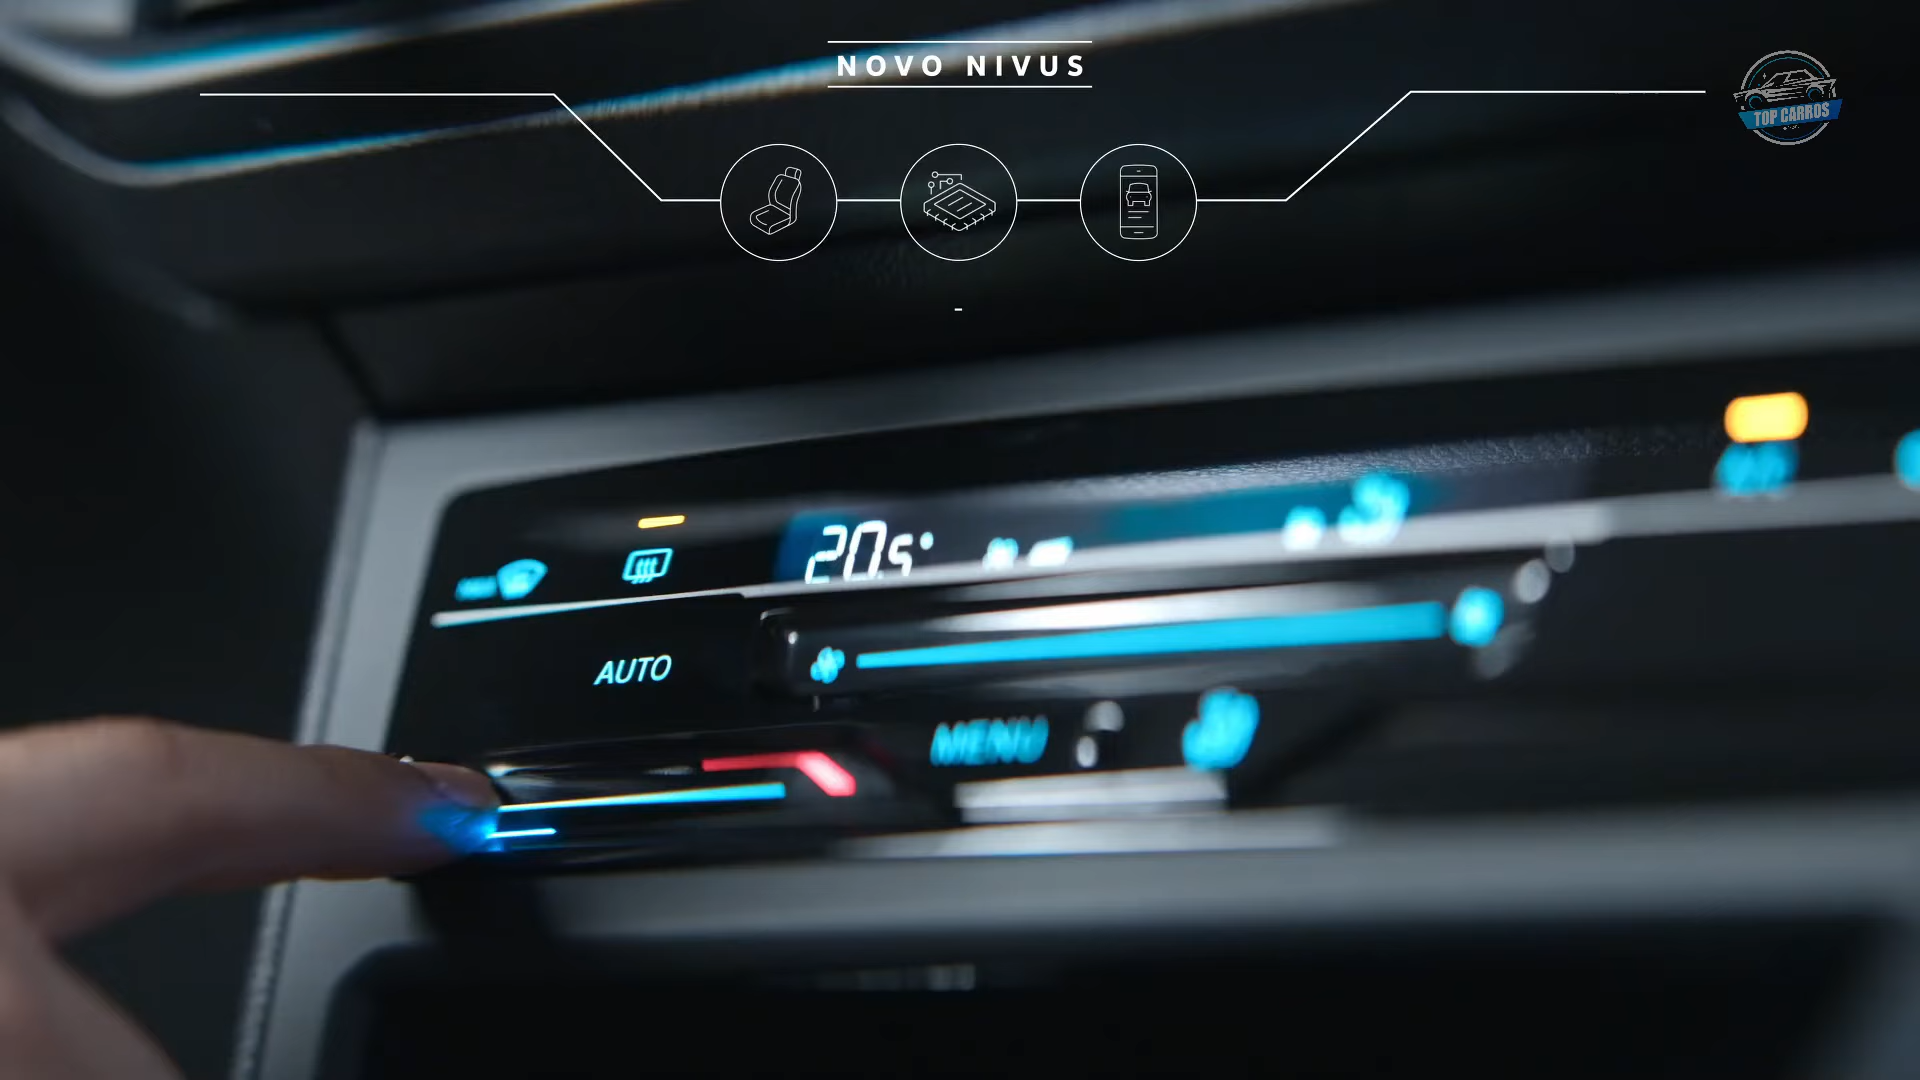 NOVO NIVUS
TOP CARROS
20.5°
AUTO
MENU